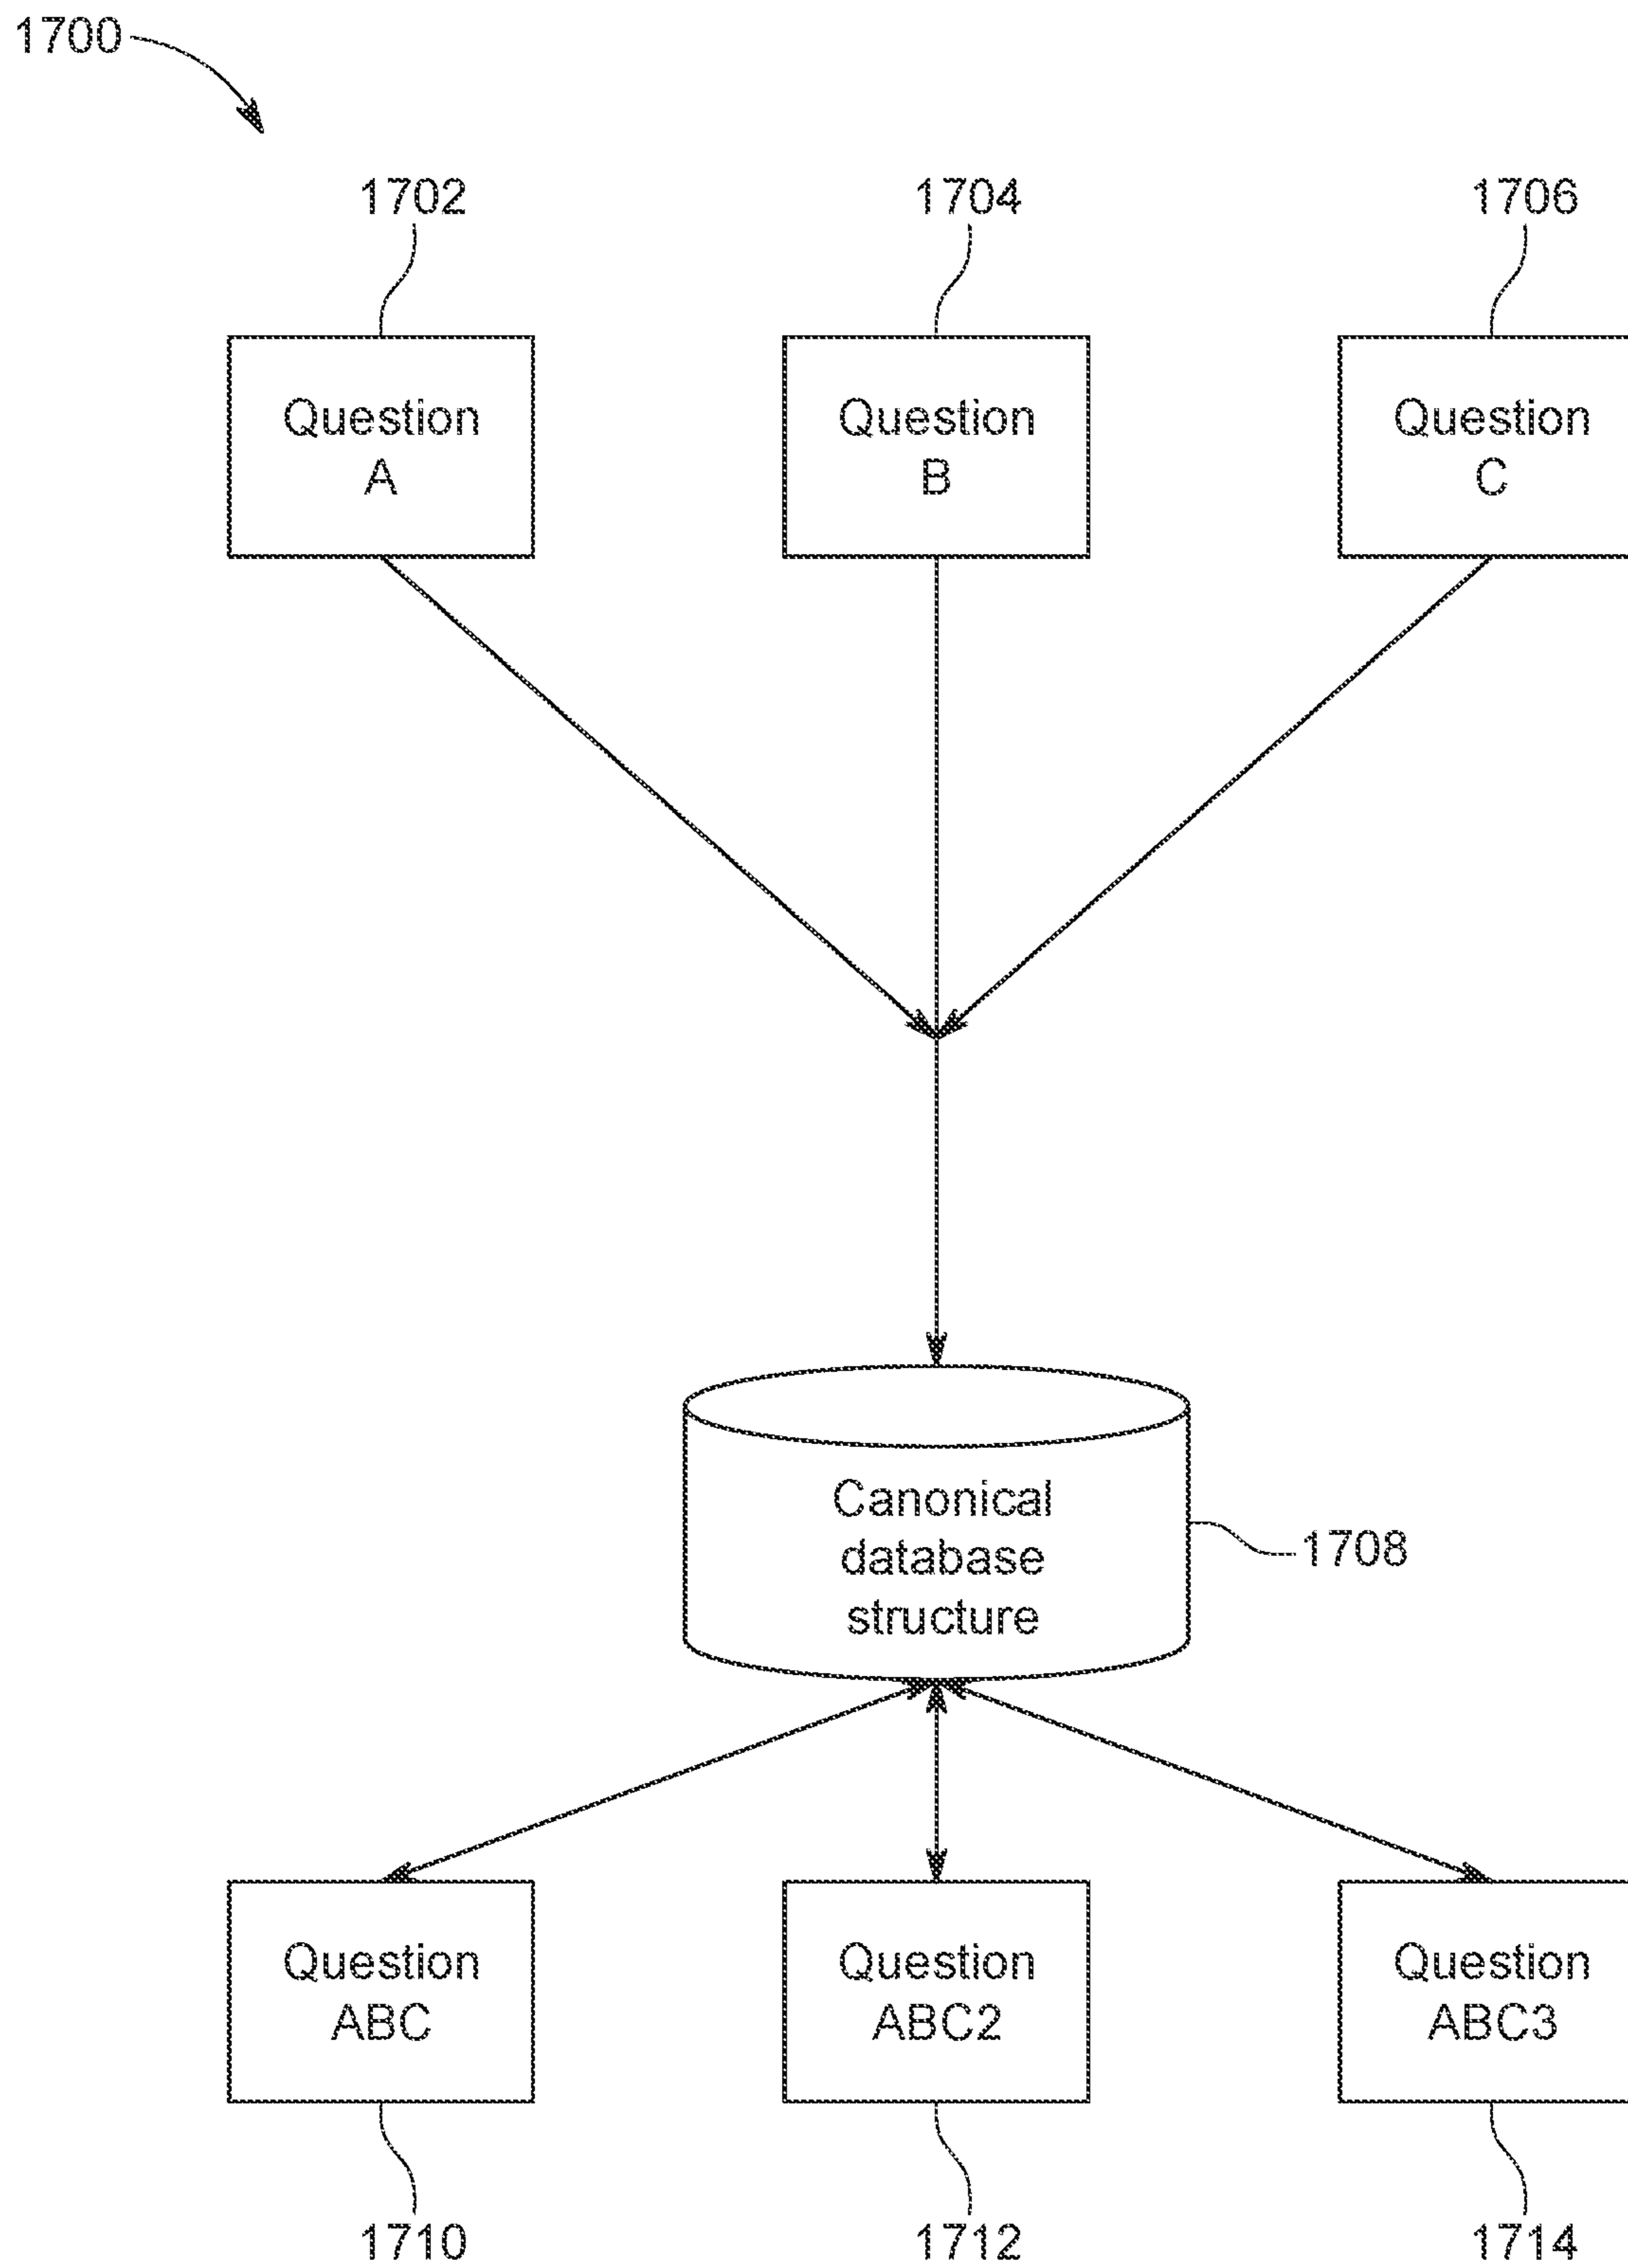 1700
1702
1704
1706
Question
A
Question
B
Question
C
Canonical
database
structure
1708
Question
ABC
Question
ABC2
Question
ABC3
1710
1712
1714